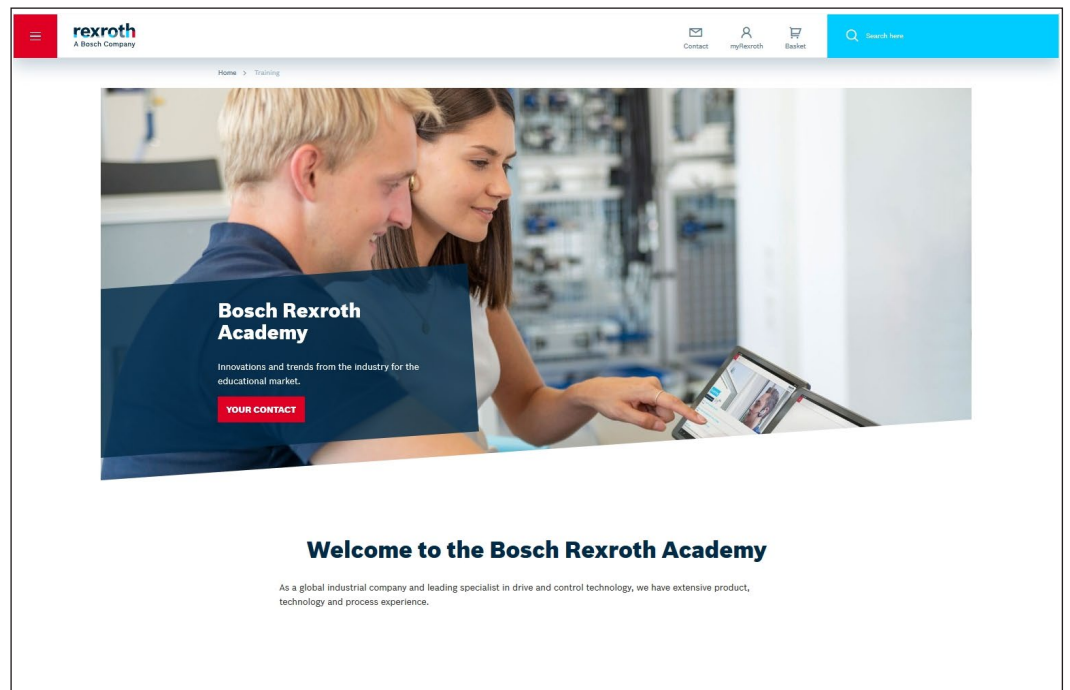 rexroth
A Bosch Company
Contact
myRexroth
Basket
Search here
Home > Training
Bosch Rexroth
Academy
Innovations and trends from the industry for the
educational market.
YOUR CONTACT
Welcome to the Bosch Rexroth Academy
As a global industrial company and leading specialist in drive and control technology, we have extensive product,
technology and process experience.